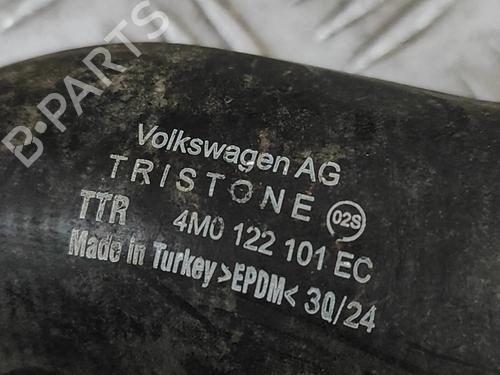 B-PARTS
Volkswagen AG
TRISTONE
02S
TTR 4M0 122 101 EC
Made in Turkey >EPDM< 3Q/24